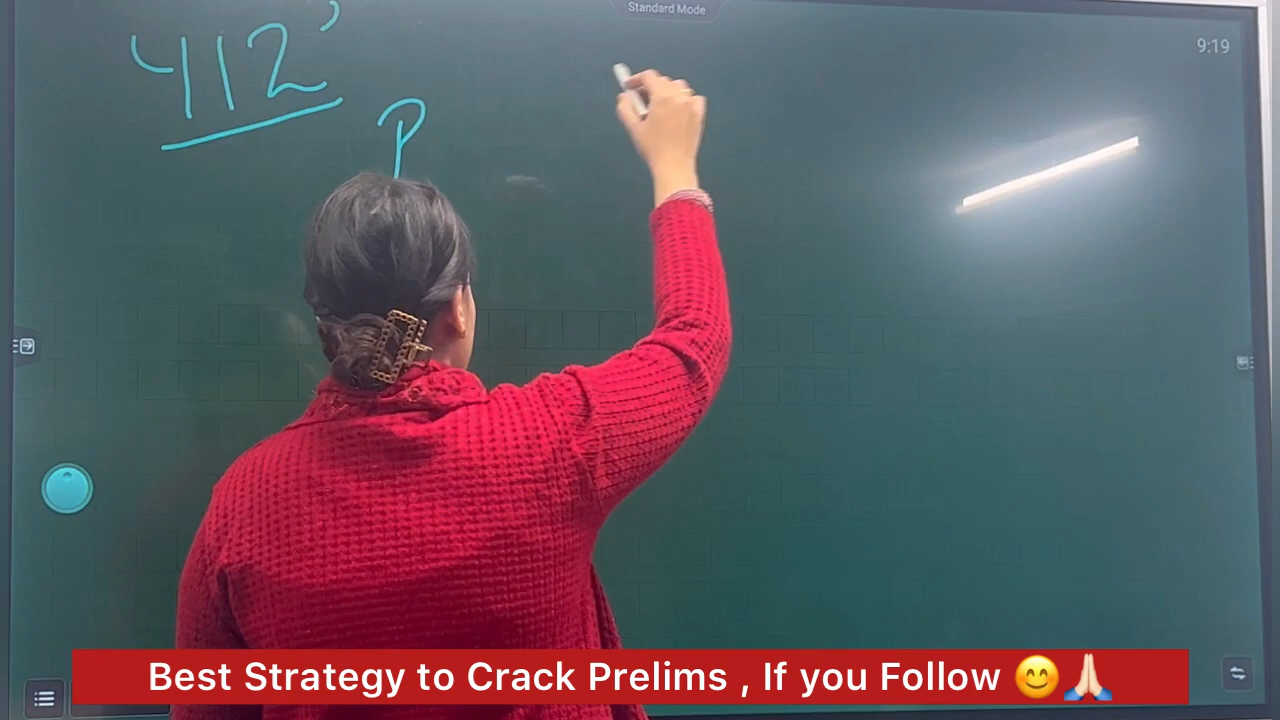 Standard Mode
9:19
412'
P
Best Strategy to Crack Prelims , If you Follow 😊🙏🏻